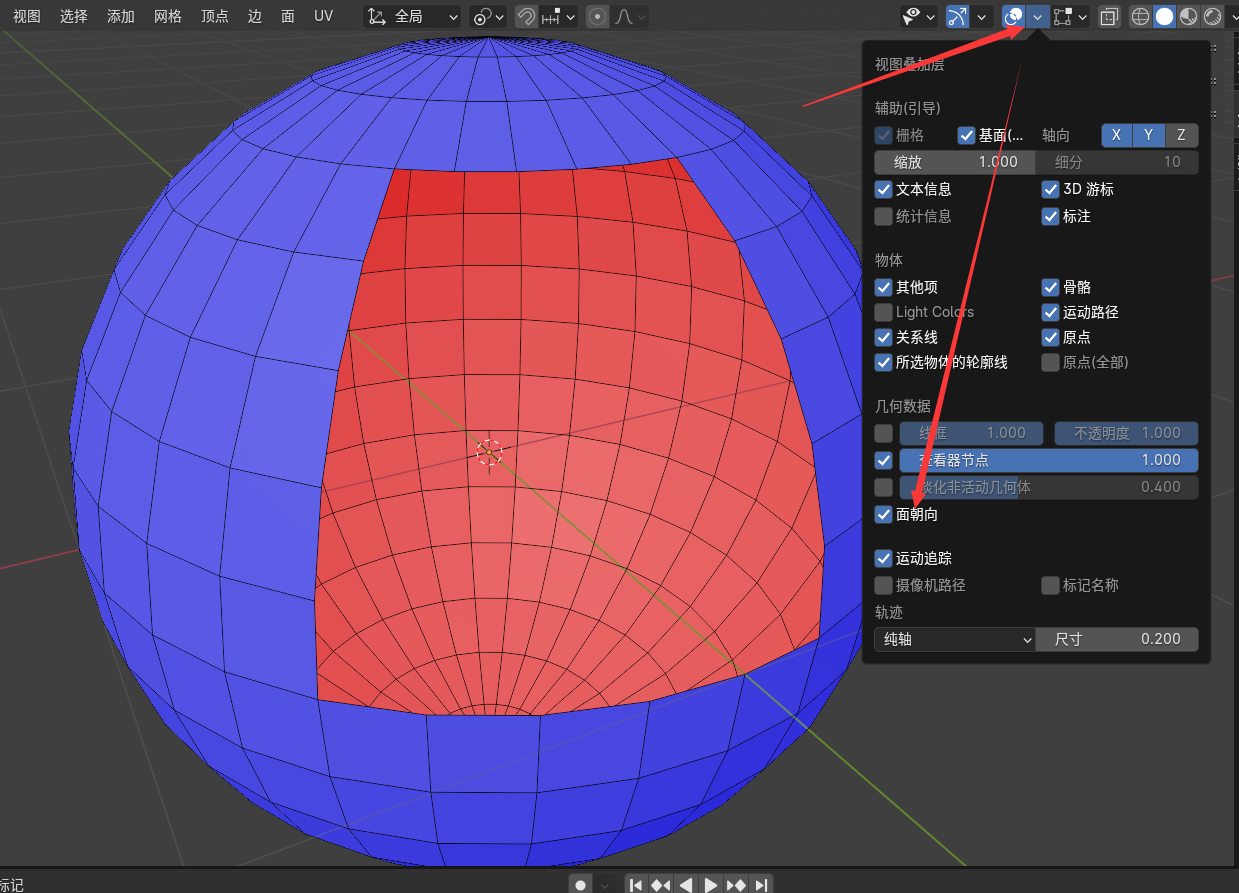 视图 选择 添加 网格 顶点 边 面 UV 全局
视图叠加层
辅助(引导)
栅格 基面(... 轴向 X Y Z
缩放 1.000 细分 10
文本信息 3D 游标
统计信息 标注
物体
其他项 骨骼
Light Colors 运动路径
关系线 原点
所选物体的轮廓线 原点(全部)
几何数据
线框 1.000 不透明度 1.000
查看器节点 1.000
淡化非活动几何体 0.400
面朝向
运动追踪
摄像机路径 标记名称
轨迹
纯轴 尺寸 0.200
标记